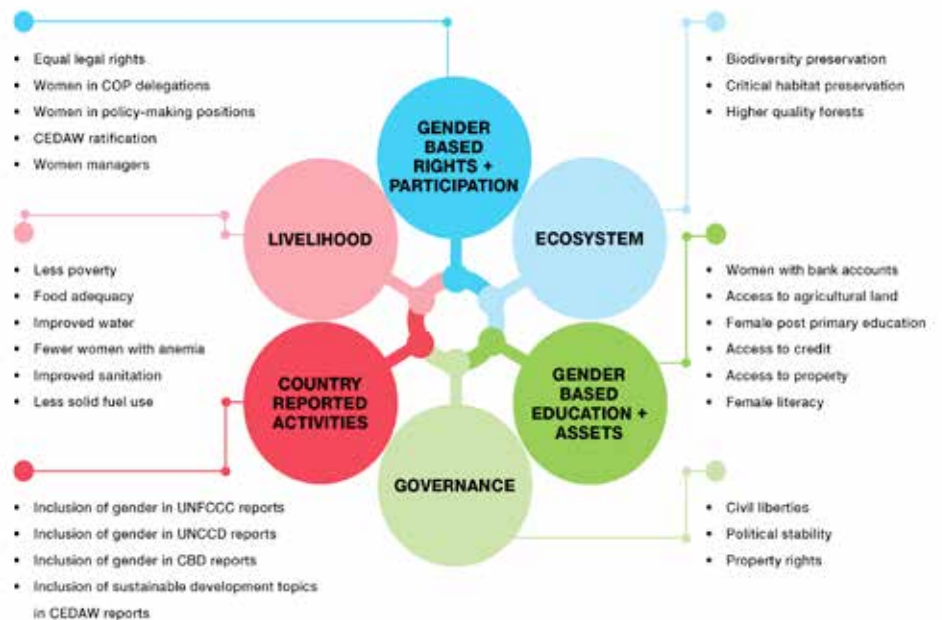 • Equal legal rights
• Women in COP delegations
• Women in policy-making positions
• CEDAW ratification
• Women managers
GENDER
BASED
RIGHTS +
PARTICIPATION
• Biodiversity preservation
• Critical habitat preservation
• Higher quality forests
LIVELIHOOD
ECOSYSTEM
• Less poverty
• Food adequacy
• Improved water
• Fewer women with anemia
• Improved sanitation
• Less solid fuel use
• Women with bank accounts
• Access to agricultural land
• Female post primary education
• Access to credit
• Access to property
• Female literacy
COUNTRY
REPORTED
ACTIVITIES
GENDER
BASED
EDUCATION +
ASSETS
GOVERNANCE
• Inclusion of gender in UNFCCC reports
• Inclusion of gender in UNCCD reports
• Inclusion of gender in CBD reports
• Inclusion of sustainable development topics
in CEDAW reports
• Civil liberties
• Political stability
• Property rights